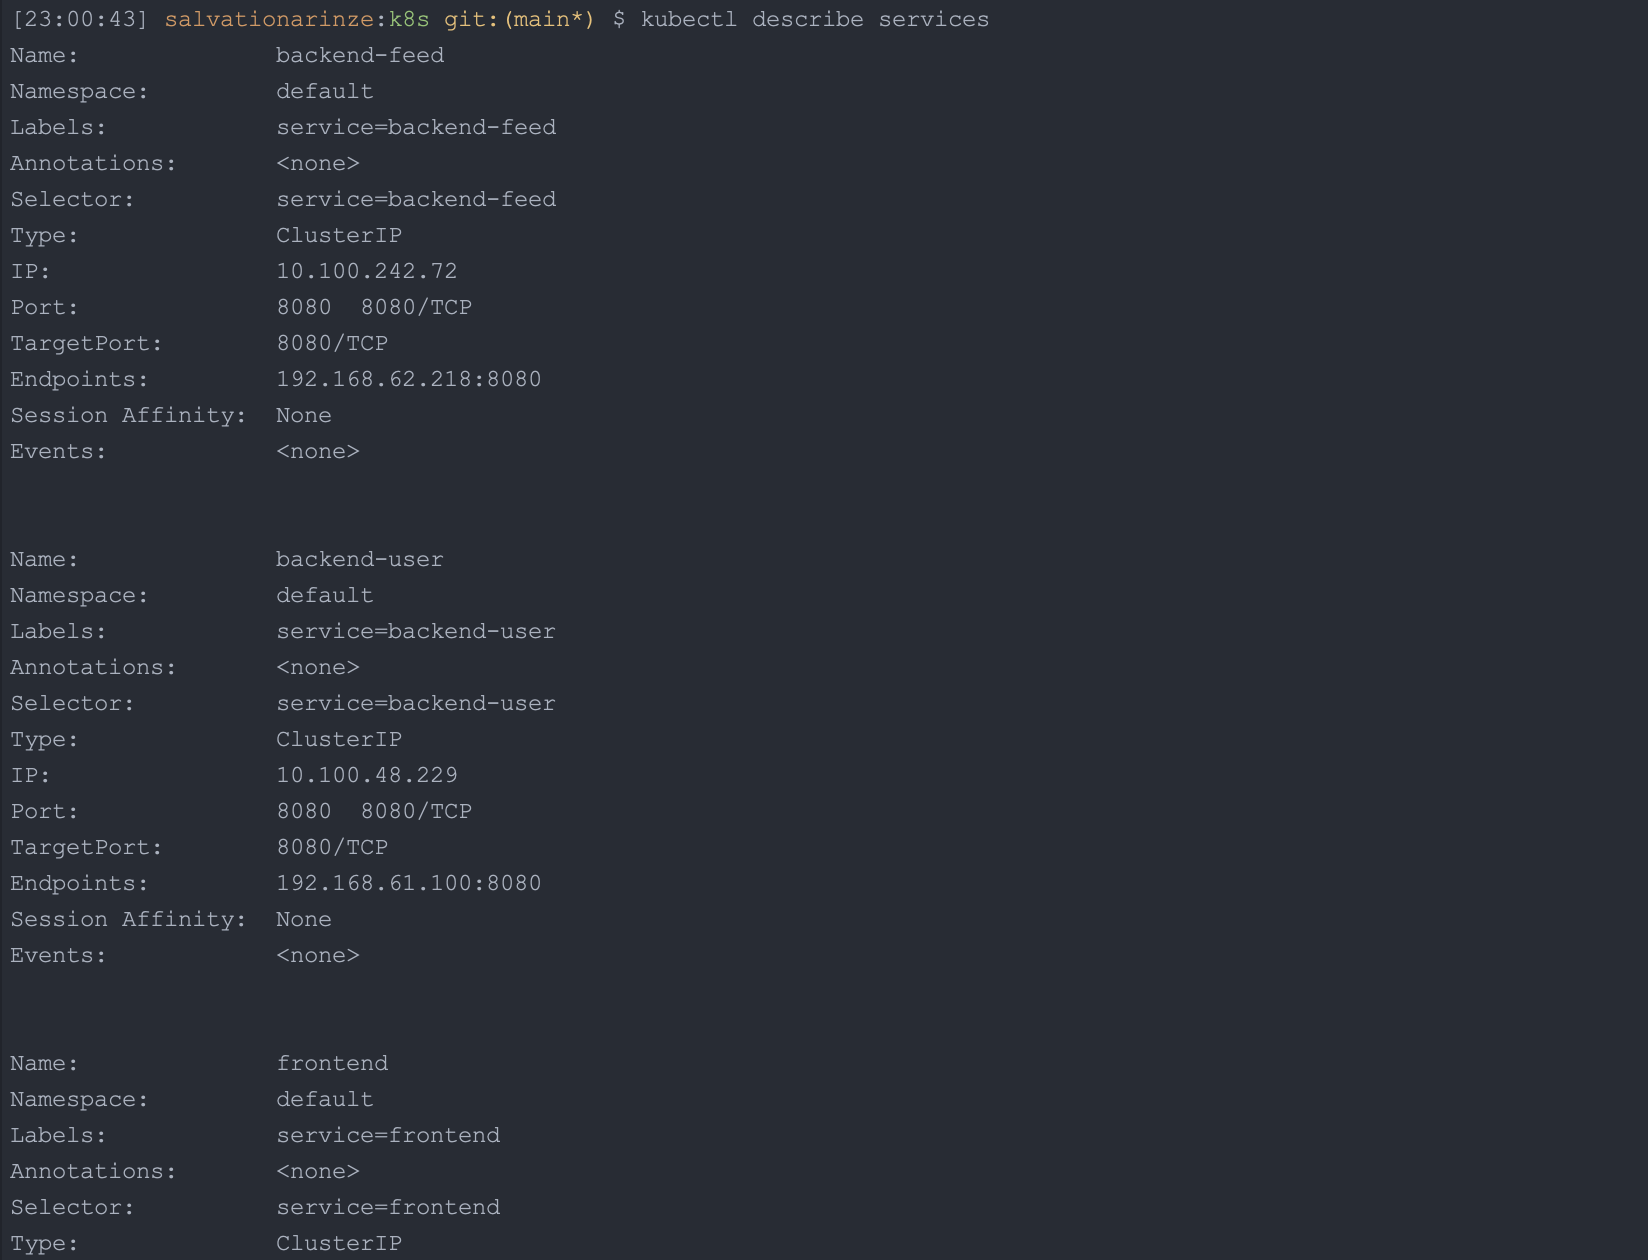 [23:00:43] salvationarinze:k8s git:(main*) $ kubectl describe services
Name:              backend-feed
Namespace:         default
Labels:            service=backend-feed
Annotations:       <none>
Selector:          service=backend-feed
Type:              ClusterIP
IP:                10.100.242.72
Port:              8080  8080/TCP
TargetPort:        8080/TCP
Endpoints:         192.168.62.218:8080
Session Affinity:  None
Events:            <none>
Name:              backend-user
Namespace:         default
Labels:            service=backend-user
Annotations:       <none>
Selector:          service=backend-user
Type:              ClusterIP
IP:                10.100.48.229
Port:              8080  8080/TCP
TargetPort:        8080/TCP
Endpoints:         192.168.61.100:8080
Session Affinity:  None
Events:            <none>
Name:              frontend
Namespace:         default
Labels:            service=frontend
Annotations:       <none>
Selector:          service=frontend
Type:              ClusterIP